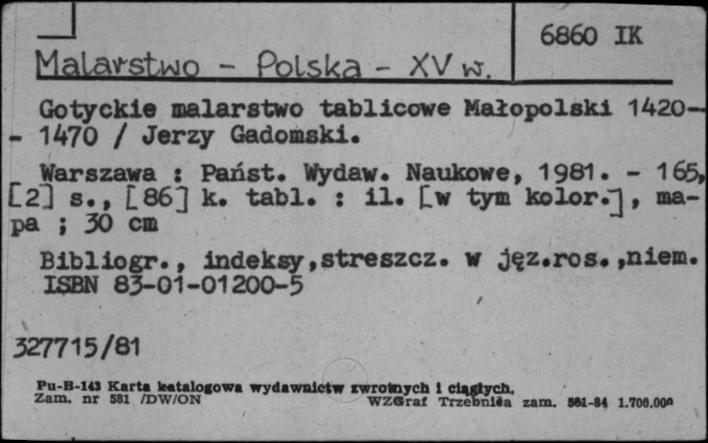 6860 IK
Malarstwo - Polska - XV w.
Gotyckie malarstwo tablicowe Małopolski 1420-
- 1470 / Jerzy Gadomski.
Warszawa : Państ. Wydaw. Naukowe, 1981. - 165,
[2] s., [86] k. tabl. : il. [w tym kolor.], ma-
pa ; 30 cm
Bibliogr., indeksy,streszcz. w jęz.ros.,niem.
ISBN 83-01-01200-5
327715/81
Pu-B-143 Karta katalogowa wydawnictw zwrotnych i ciągłych.
Zam. nr 581 /DW/ON WZGraf Trzebnica zam. 561-84 1.700.000